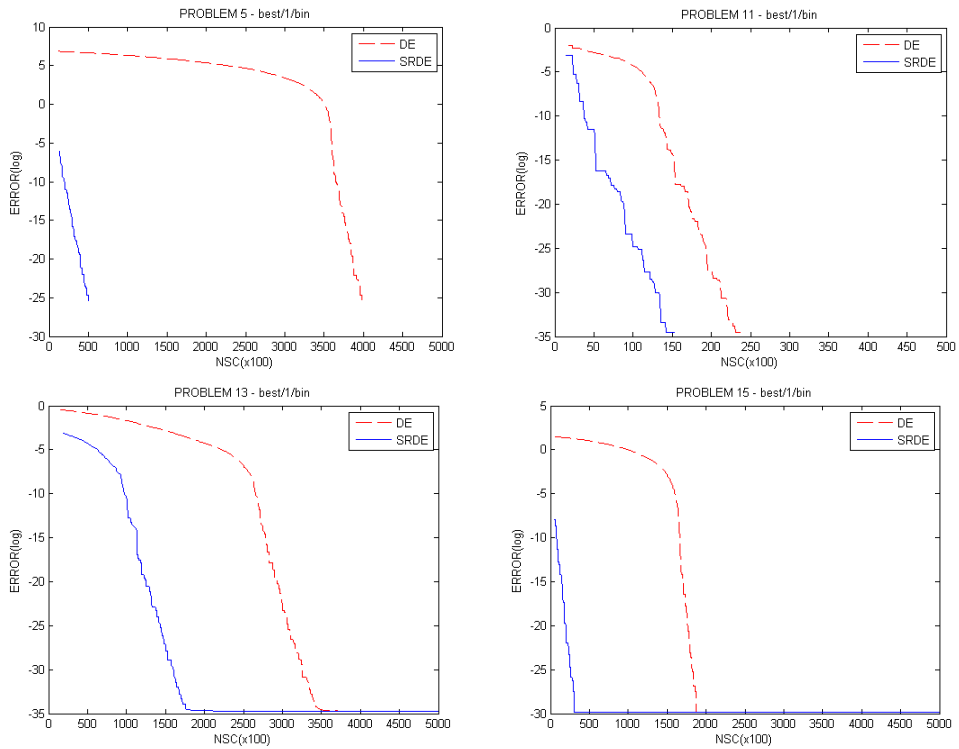 PROBLEM 5 - best/1/bin
10
5
0
-5
-10
-15
-20
-25
-30
ERROR(log)
DE
SRDE
0 500 1000 1500 2000 2500 3000 3500 4000 4500 5000
NSC(x100)
PROBLEM 11 - best/1/bin
0
-5
-10
-15
-20
-25
-30
-35
ERROR(log)
DE
SRDE
0 50 100 150 200 250 300 350 400 450 500
NSC(x100)
PROBLEM 13 - best/1/bin
0
-5
-10
-15
-20
-25
-30
-35
ERROR(log)
DE
SRDE
0 500 1000 1500 2000 2500 3000 3500 4000 4500 5000
NSC(x100)
PROBLEM 15 - best/1/bin
5
0
-5
-10
-15
-20
-25
-30
ERROR(log)
DE
SRDE
0 500 1000 1500 2000 2500 3000 3500 4000 4500 5000
NSC(x100)